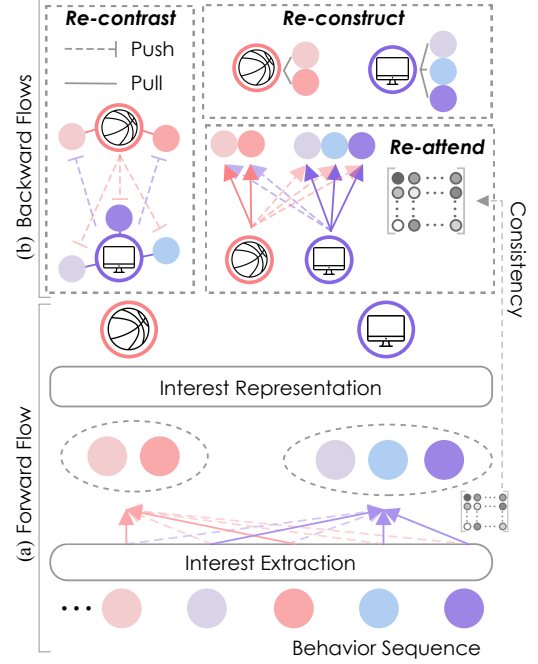 Re-contrast
Push
Pull
Re-construct
Re-attend
(b) Backward Flows
Consistency
Interest Representation
(a) Forward Flow
Interest Extraction
Behavior Sequence